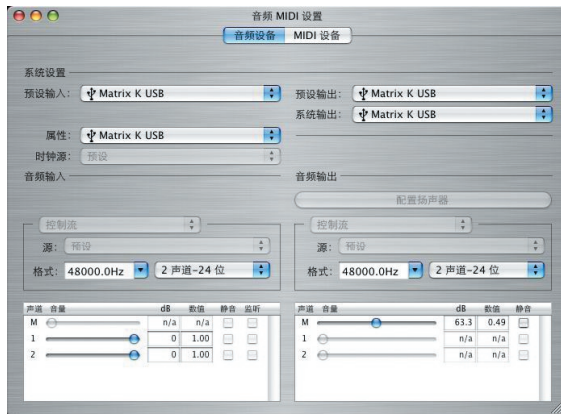 音频 MIDI 设置
音频设备 MIDI 设备
系统设置
预设输入： Matrix K USB 预设输出： Matrix K USB
系统输出： Matrix K USB
属性： Matrix K USB
时钟源： 预设
音频输入 音频输出
配置扬声器
控制流 控制流
源： 预设 源： 预设
格式： 48000.0Hz 2 声道-24 位 格式： 48000.0Hz 2 声道-24 位
声道 音量 dB 数值 静音 监听 声道 音量 dB 数值 静音
M n/a n/a M 63.3 0.49
1 0 1.00 1 n/a n/a
2 0 1.00 2 n/a n/a